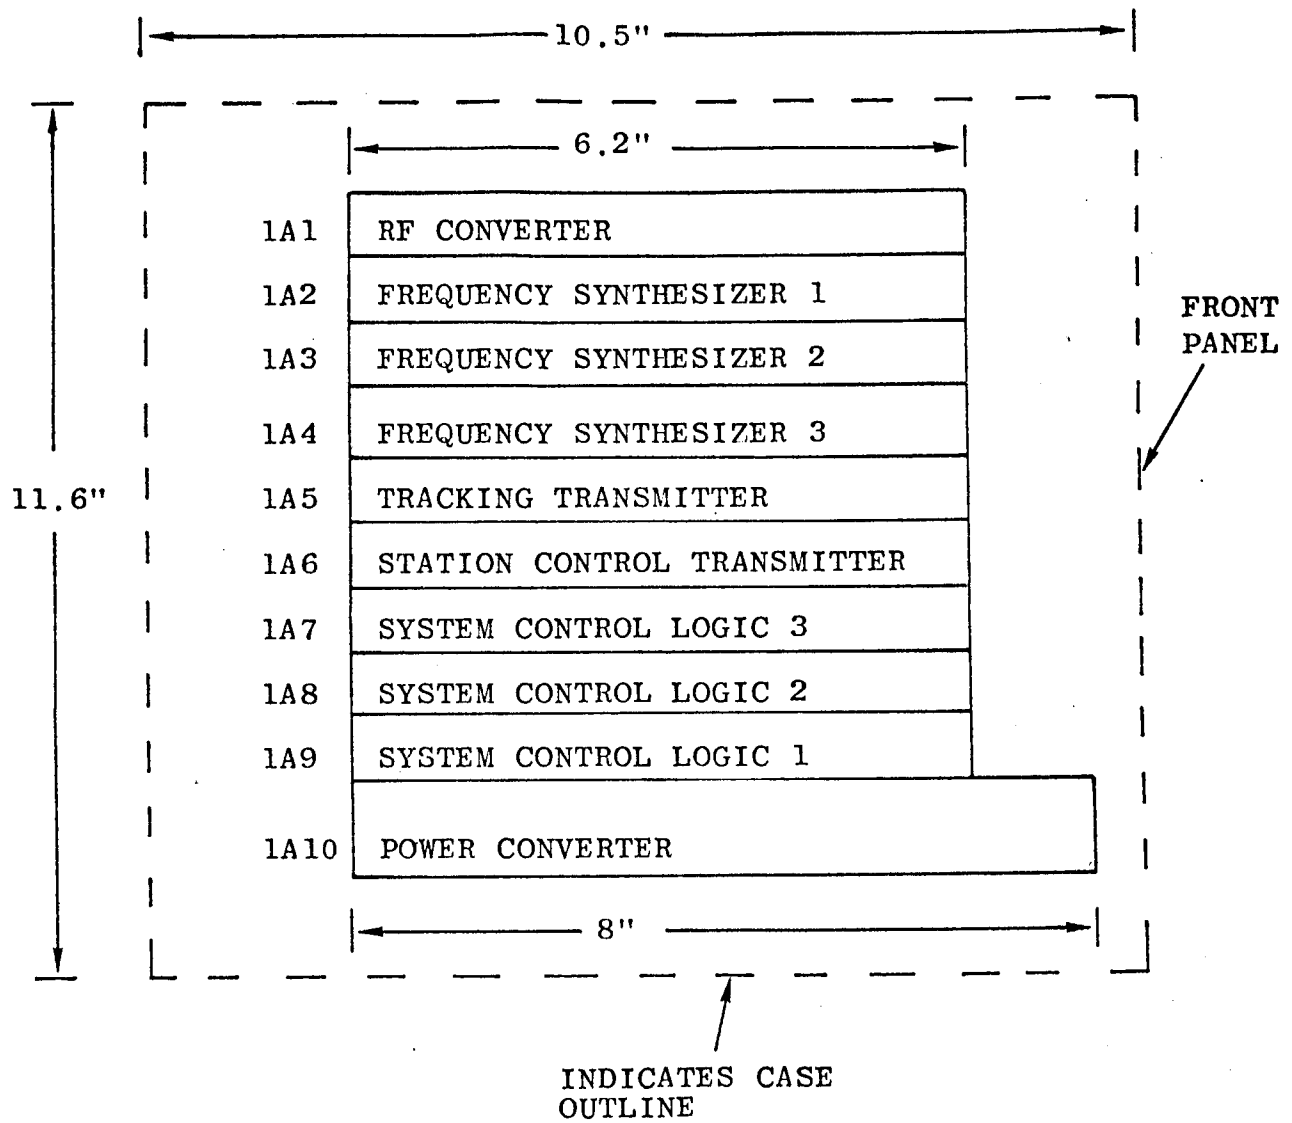 10.5"
6.2"
1A1 RF CONVERTER
1A2 FREQUENCY SYNTHESIZER 1
1A3 FREQUENCY SYNTHESIZER 2
1A4 FREQUENCY SYNTHESIZER 3
1A5 TRACKING TRANSMITTER
1A6 STATION CONTROL TRANSMITTER
1A7 SYSTEM CONTROL LOGIC 3
1A8 SYSTEM CONTROL LOGIC 2
1A9 SYSTEM CONTROL LOGIC 1
1A10 POWER CONVERTER
11.6"
FRONT
PANEL
8"
INDICATES CASE
OUTLINE